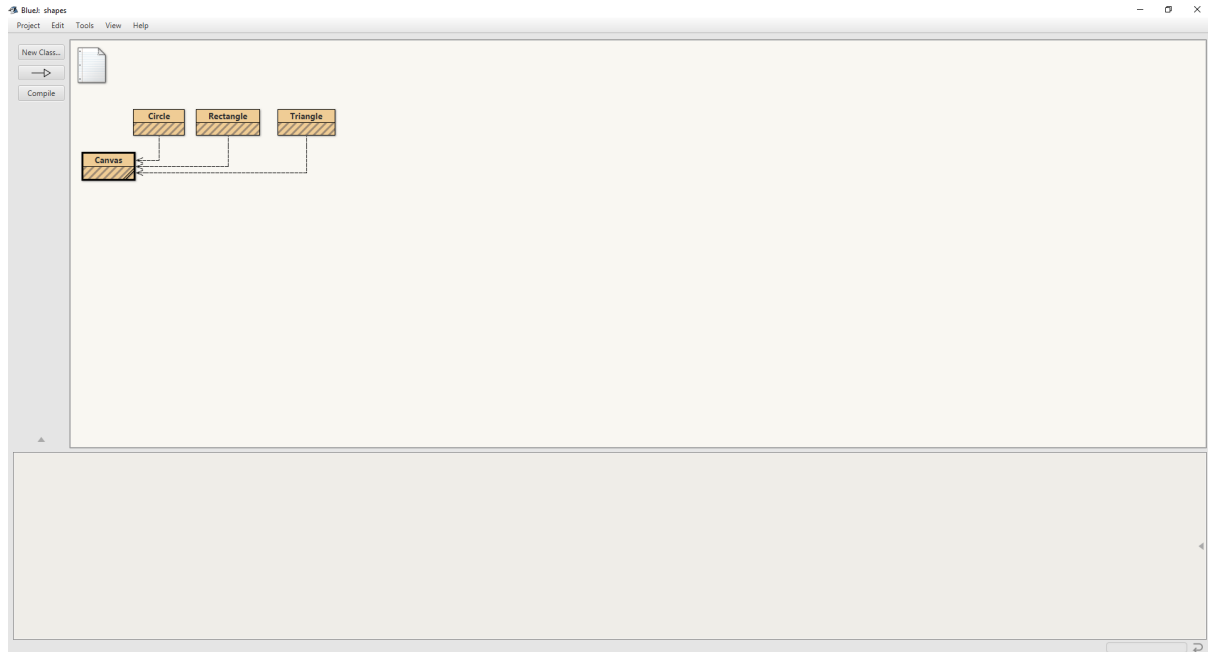 BlueJ: shapes
Project Edit Tools View Help
New Class...
Compile
Circle
Rectangle
Triangle
Canvas